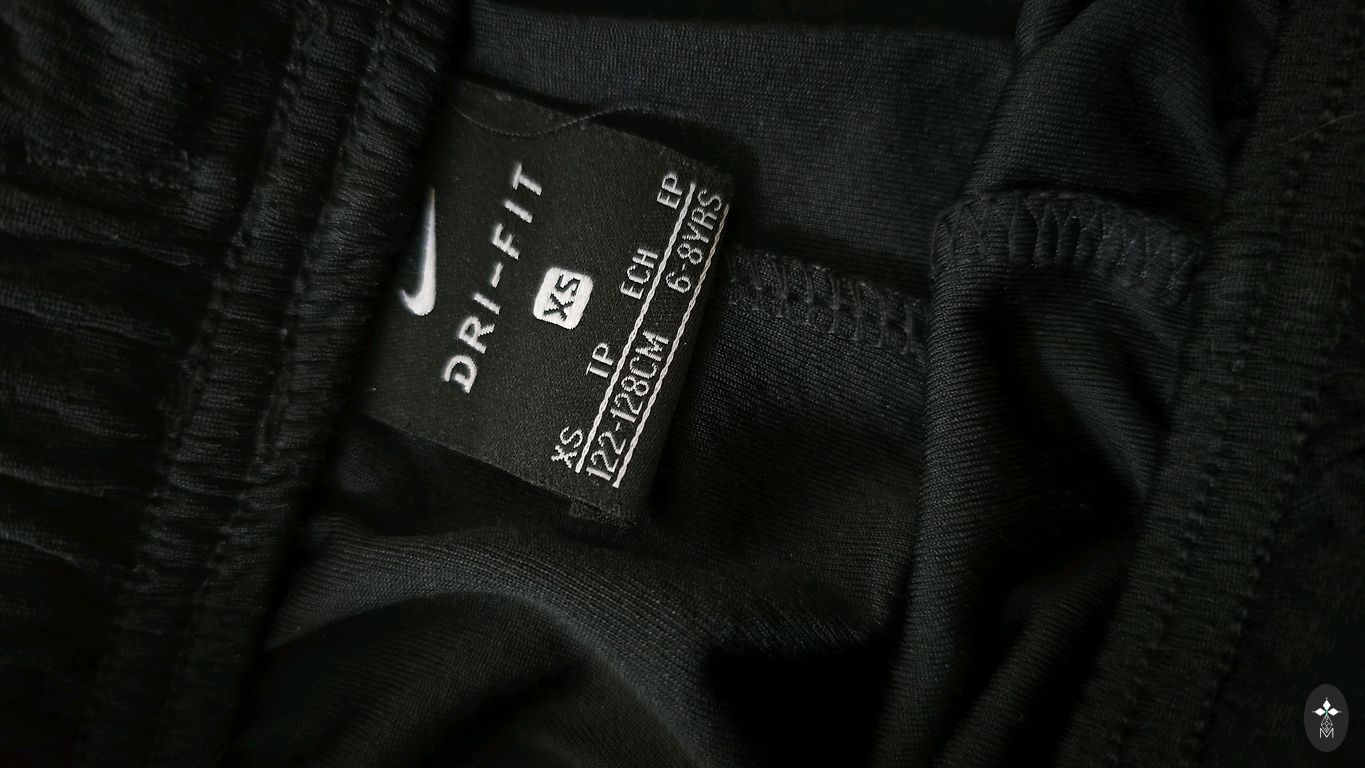 DRI-FIT
XS
XS TP ECH EP
122-128CM 6-8YRS
M